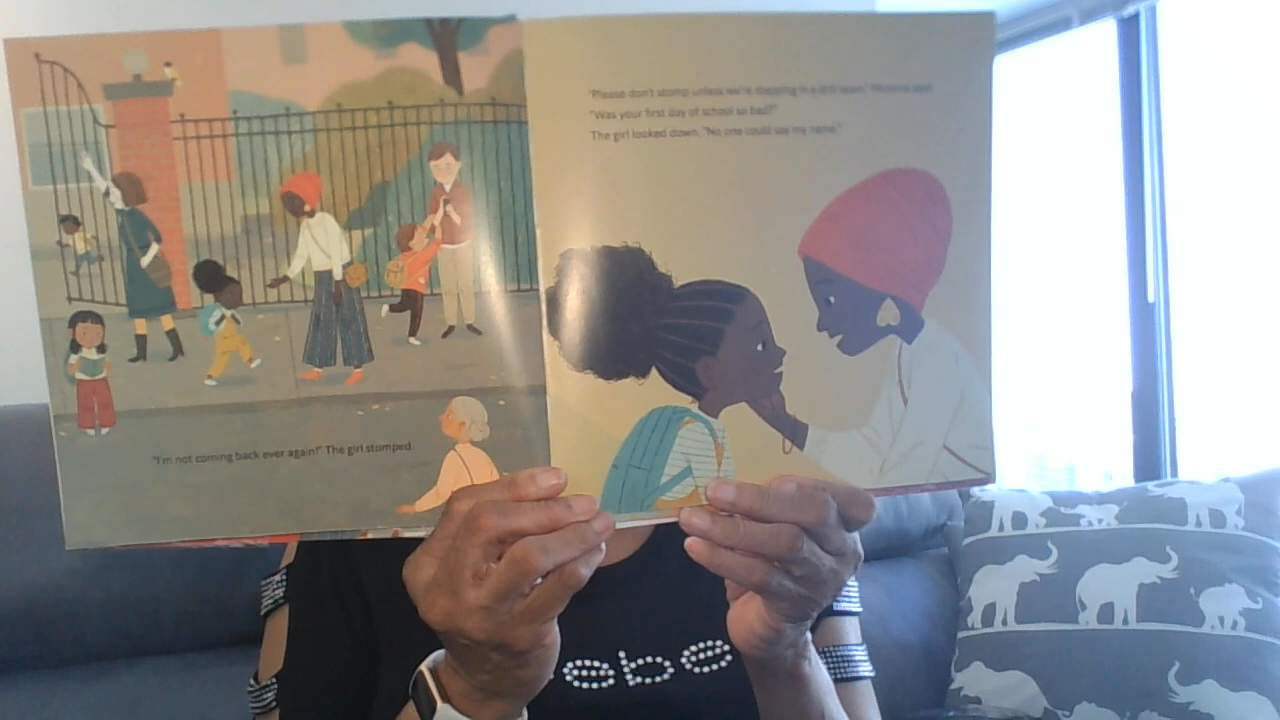 "I'm not coming back ever again!" The girl stomped.
"Please don't stomp unless we're stepping in a drill team," Momma said.
"Was your first day of school so bad?"
The girl looked down. "No one could say my name."
ebe